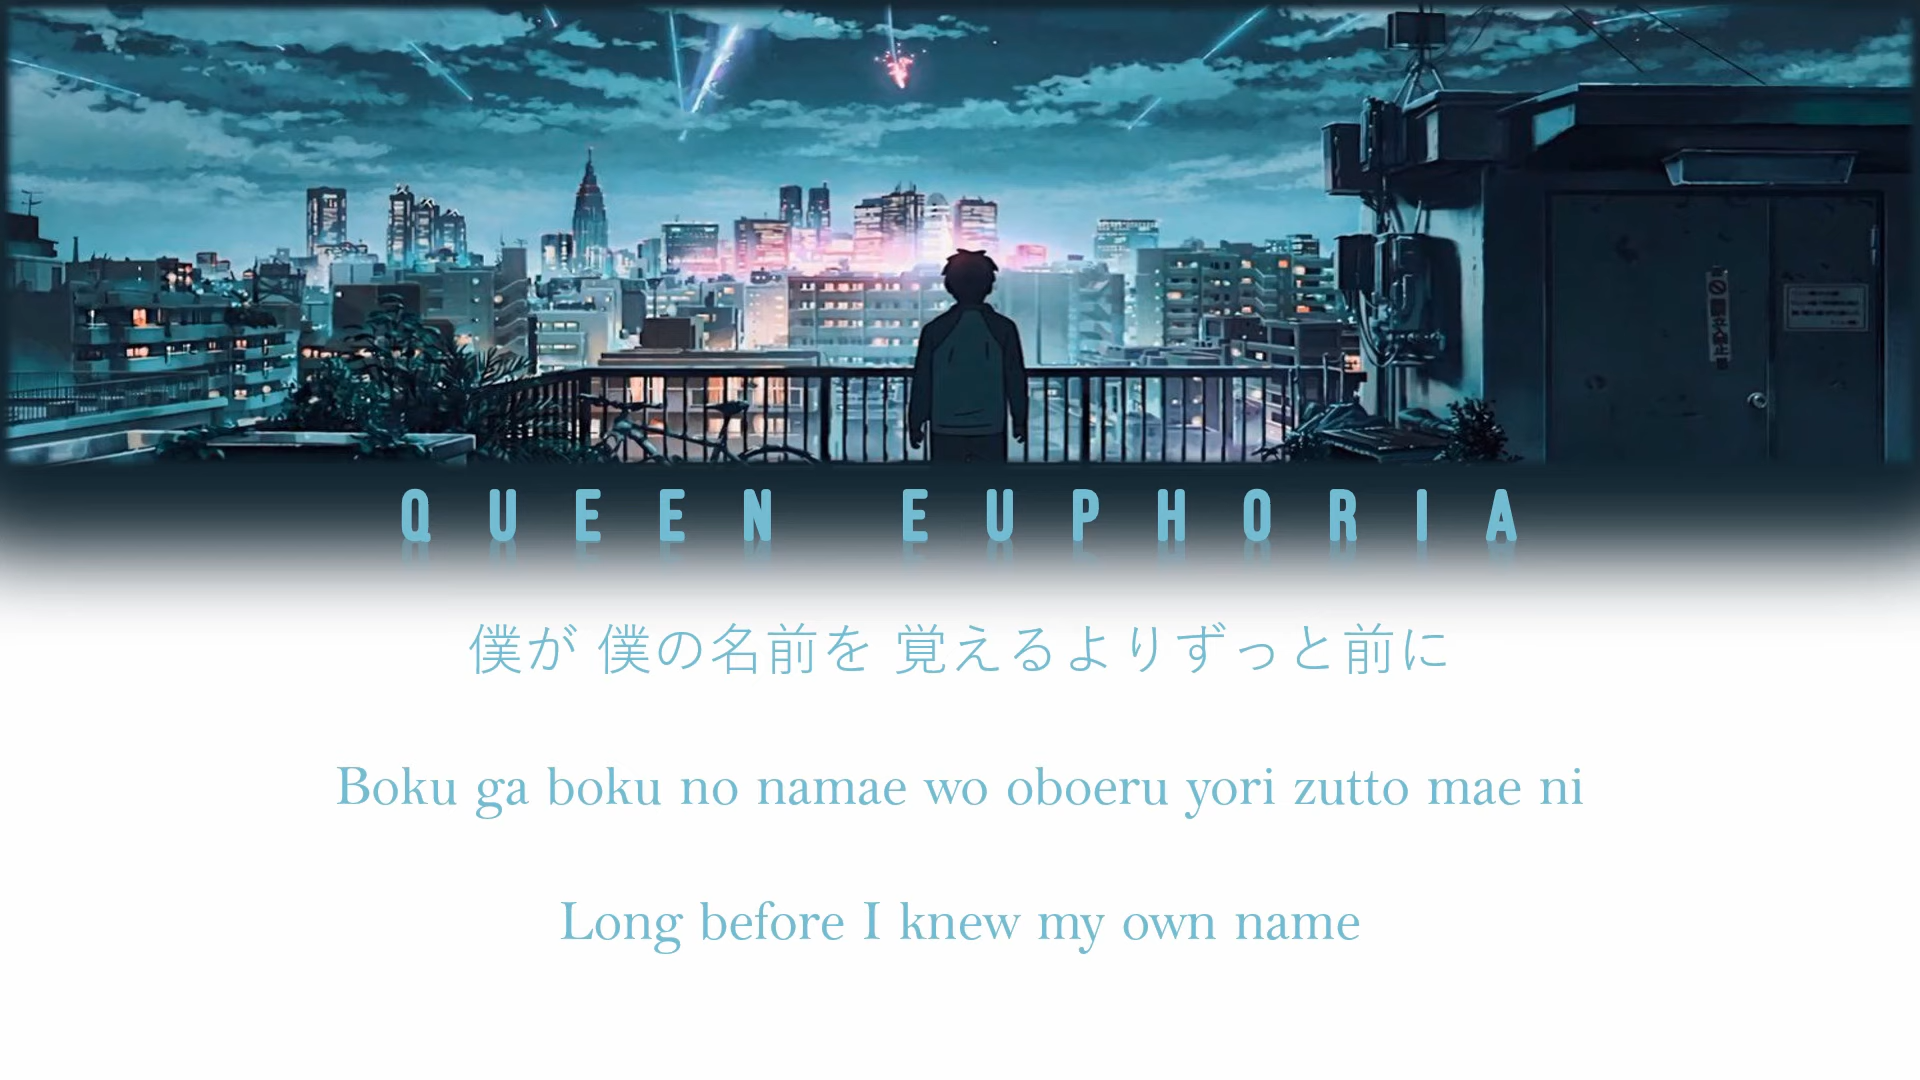 QUEEN EUPHORIA
僕が 僕の名前を 覚えるよりずっと前に
Boku ga boku no namae wo oboeru yori zutto mae ni
Long before I knew my own name